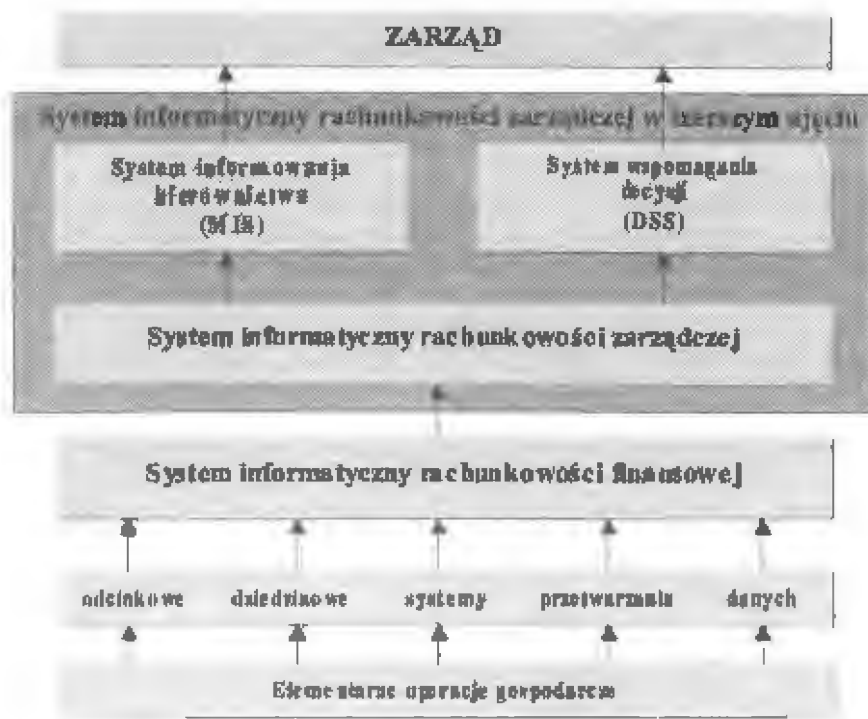 ZARZĄD
System informatyczny rachunkowości zarządczej w szerszym ujęciu
System informowania
kierownictwa
(MIS)
System wspomagania
decyzji
(DSS)
System informatyczny rachunkowości zarządczej
System informatyczny rachunkowości finansowej
odcinkowe dziedzinowe systemy przetwarzania danych
Elementarne operacje gospodarcze